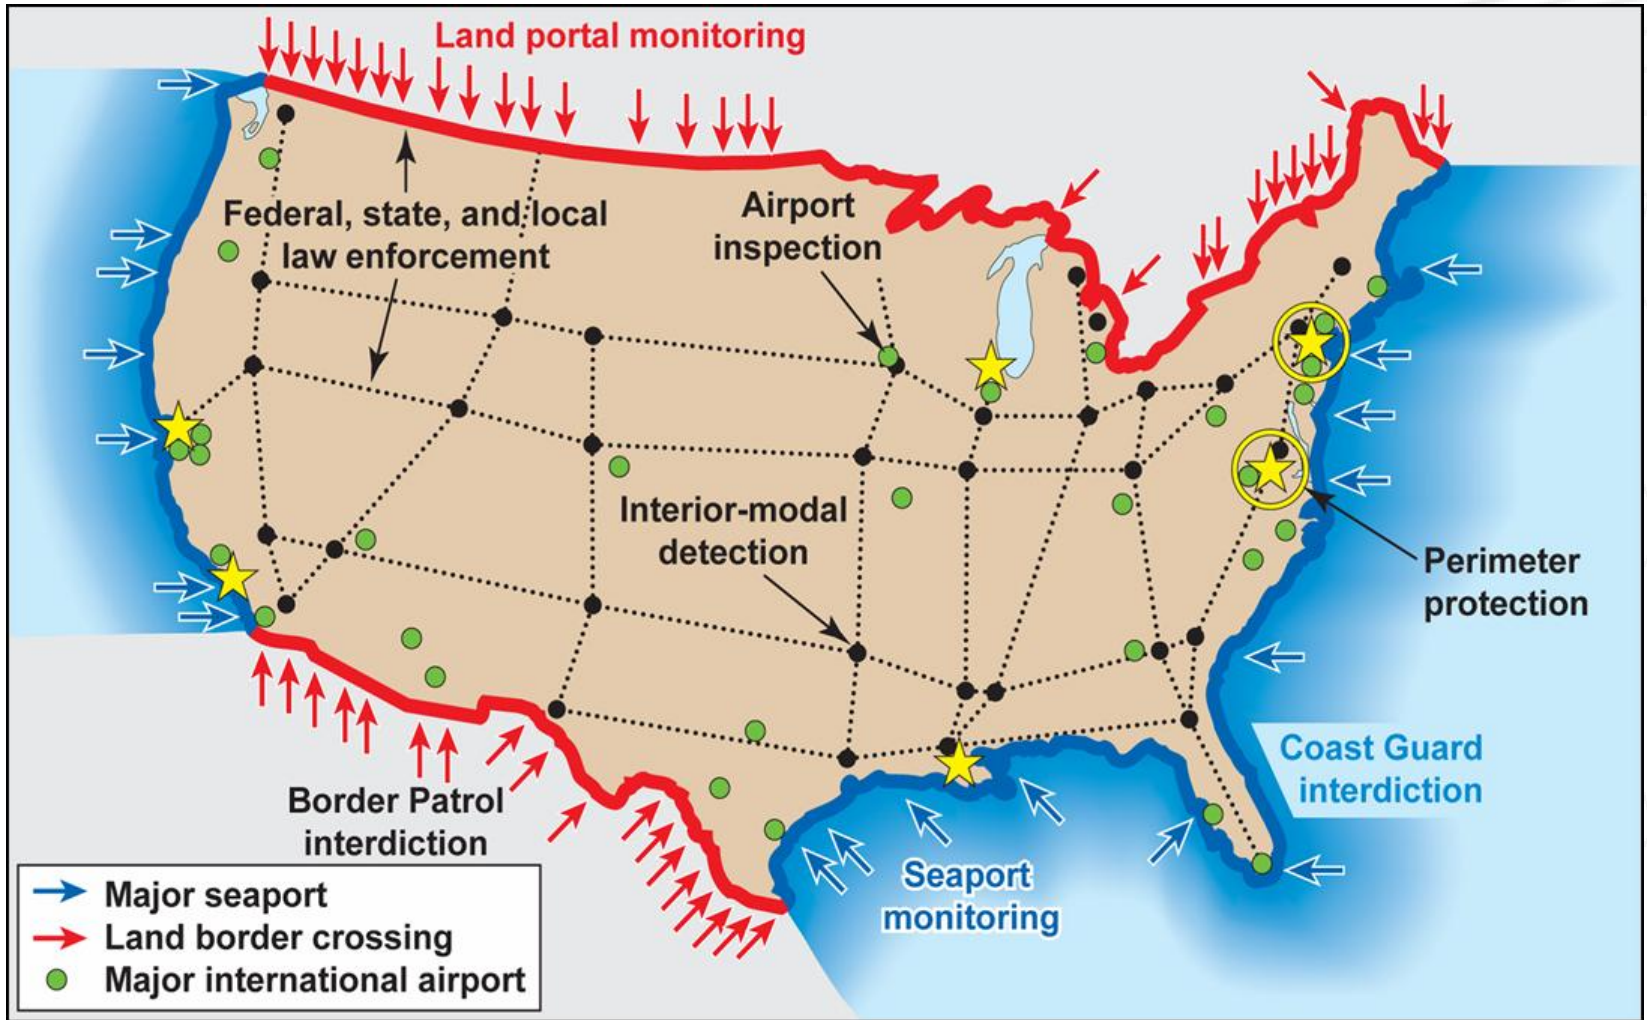 Land portal monitoring
Federal, state, and local
law enforcement
Airport
inspection
Interior-modal
detection
Perimeter
protection
Coast Guard
interdiction
Border Patrol
interdiction
Seaport
monitoring
Major seaport
Land border crossing
Major international airport